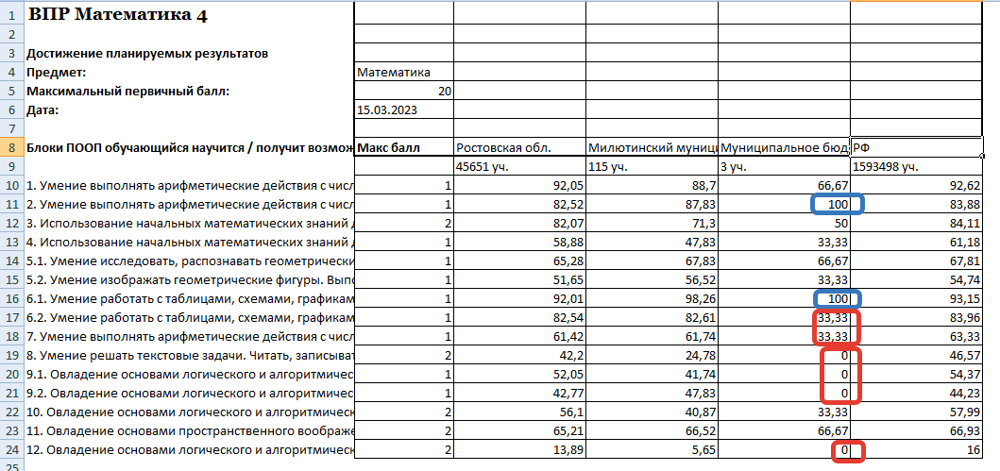 1 ВПР Математика 4
2
3 Достижение планируемых результатов
4 Предмет: Математика
5 Максимальный первичный балл: 20
6 Дата: 15.03.2023
7
8 Блоки ПООП обучающийся научится / получит возмож Макс балл Ростовская обл. Милютинский муници Муниципальное бюд РФ
9 45651 уч. 115 уч. 3 уч. 1593498 уч.
10 1. Умение выполнять арифметические действия с числ 1 92,05 88,7 66,67 92,62
11 2. Умение выполнять арифметические действия с числ 1 82,52 87,83 100 83,88
12 3. Использование начальных математических знаний д 2 82,07 71,3 50 84,11
13 4. Использование начальных математических знаний д 1 58,88 47,83 33,33 61,18
14 5.1. Умение исследовать, распознавать геометрически 1 65,28 67,83 66,67 67,81
15 5.2. Умение изображать геометрические фигуры. Выпо 1 51,65 56,52 33,33 54,74
16 6.1. Умение работать с таблицами, схемами, графикам 1 92,01 98,26 100 93,15
17 6.2. Умение работать с таблицами, схемами, графикам 1 82,54 82,61 33,33 83,96
18 7. Умение выполнять арифметические действия с числ 1 61,42 61,74 33,33 63,33
19 8. Умение решать текстовые задачи. Читать, записыват 2 42,2 24,78 0 46,57
20 9.1. Овладение основами логического и алгоритмичес 1 52,05 41,74 0 54,37
21 9.2. Овладение основами логического и алгоритмичес 1 42,77 47,83 0 44,23
22 10. Овладение основами логического и алгоритмическ 2 56,1 40,87 33,33 57,99
23 11. Овладение основами пространственного воображе 2 65,21 66,52 66,67 66,93
24 12. Овладение основами логического и алгоритмическ 2 13,89 5,65 0 16
25